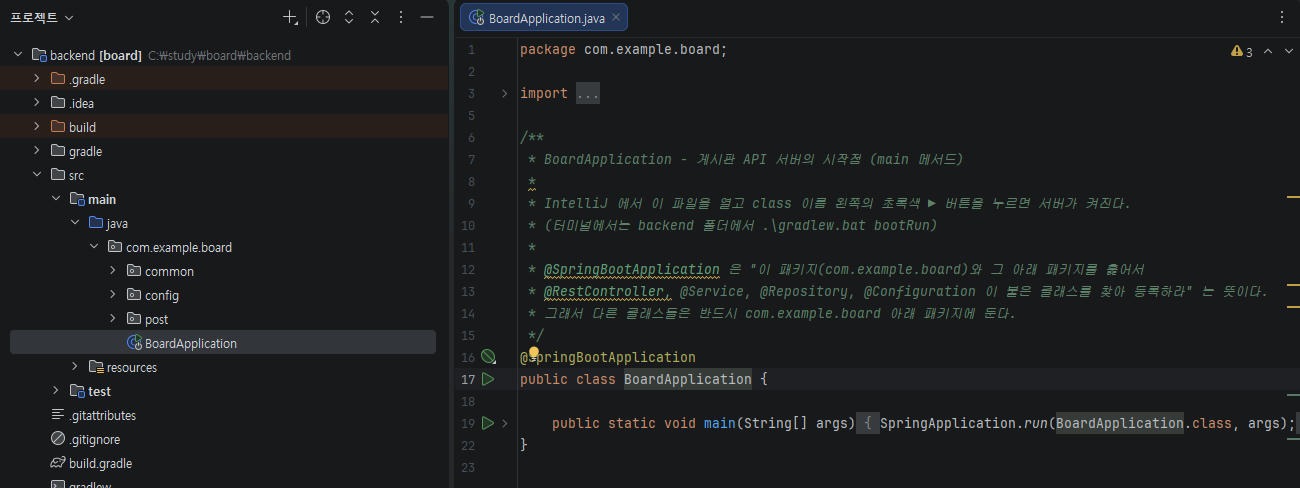 프로젝트
backend [board] C:₩study₩board₩backend
.gradle
.idea
build
gradle
src
main
java
com.example.board
common
config
post
BoardApplication
resources
test
.gitattributes
.gitignore
build.gradle
gradlew
BoardApplication.java
3
1 package com.example.board;
2
3 import ...
5
6 /**
7 * BoardApplication - 게시판 API 서버의 시작점 (main 메서드)
8 *
9 * IntelliJ 에서 이 파일을 열고 class 이름 왼쪽의 초록색 ▶ 버튼을 누르면 서버가 켜진다.
10 * (터미널에서는 backend 폴더에서 .\gradlew.bat bootRun)
11 *
12 * @SpringBootApplication 은 "이 패키지(com.example.board)와 그 아래 패키지를 훑어서
13 * @RestController, @Service, @Repository, @Configuration 이 붙은 클래스를 찾아 등록하라" 는 뜻이다.
14 * 그래서 다른 클래스들은 반드시 com.example.board 아래 패키지에 둔다.
15 */
16 @SpringBootApplication
17 public class BoardApplication {
18
19 public static void main(String[] args) { SpringApplication.run(BoardApplication.class, args);
22 }
23